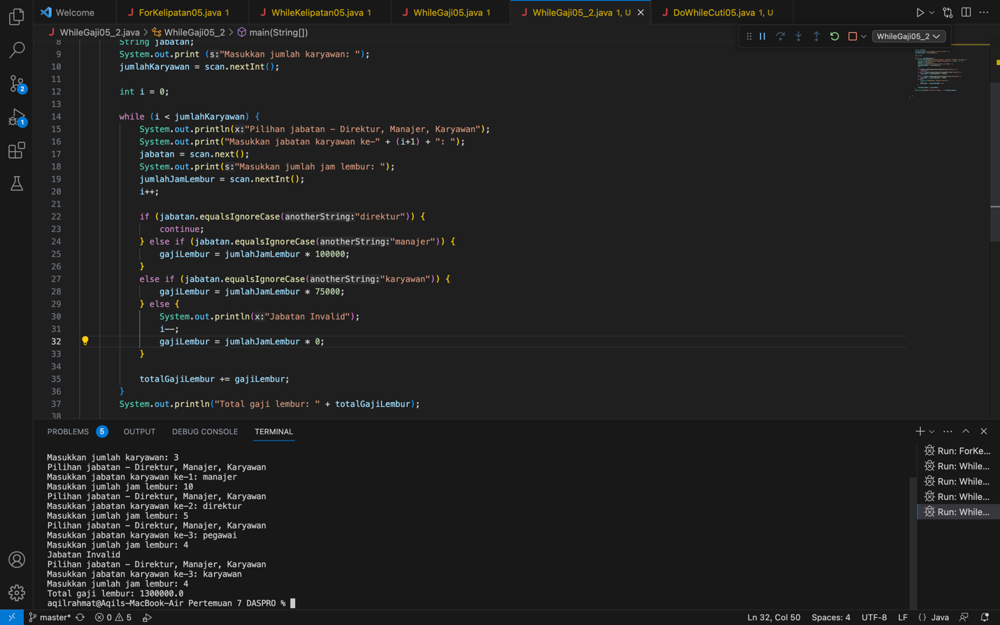 Welcome
J ForKelipatan05.java 1
J WhileKelipatan05.java 1
J WhileGaji05.java 1
J WhileGaji05_2.java 1, U
J DoWhileCuti05.java 1, U
J WhileGaji05_2.java > WhileGaji05_2 > main(String[])
WhileGaji05_2
8 String jabatan;
9 System.out.print (s:"Masukkan jumlah karyawan: ");
10 jumlahKaryawan = scan.nextInt();
11
12 int i = 0;
13
14 while (i < jumlahKaryawan) {
15 System.out.println(x:"Pilihan jabatan - Direktur, Manajer, Karyawan");
16 System.out.print("Masukkan jabatan karyawan ke-" + (i+1) + ": ");
17 jabatan = scan.next();
18 System.out.print(s:"Masukkan jumlah jam lembur: ");
19 jumlahJamLembur = scan.nextInt();
20 i++;
21
22 if (jabatan.equalsIgnoreCase(anotherString:"direktur")) {
23 continue;
24 } else if (jabatan.equalsIgnoreCase(anotherString:"manajer")) {
25 gajiLembur = jumlahJamLembur * 100000;
26 }
27 else if (jabatan.equalsIgnoreCase(anotherString:"karyawan")) {
28 gajiLembur = jumlahJamLembur * 75000;
29 } else {
30 System.out.println(x:"Jabatan Invalid");
31 i--;
32 gajiLembur = jumlahJamLembur * 0;
33 }
34
35 totalGajiLembur += gajiLembur;
36 }
37 System.out.println("Total gaji lembur: " + totalGajiLembur);
38
2
1
PROBLEMS 5 OUTPUT DEBUG CONSOLE TERMINAL
Masukkan jumlah karyawan: 3
Pilihan jabatan - Direktur, Manajer, Karyawan
Masukkan jabatan karyawan ke-1: manajer
Masukkan jumlah jam lembur: 10
Pilihan jabatan - Direktur, Manajer, Karyawan
Masukkan jabatan karyawan ke-2: direktur
Masukkan jumlah jam lembur: 5
Pilihan jabatan - Direktur, Manajer, Karyawan
Masukkan jabatan karyawan ke-3: pegawai
Masukkan jumlah jam lembur: 4
Jabatan Invalid
Pilihan jabatan - Direktur, Manajer, Karyawan
Masukkan jabatan karyawan ke-3: karyawan
Masukkan jumlah jam lembur: 4
Total gaji lembur: 1300000.0
aqilrahmat@Aqils-MacBook-Air Pertemuan 7 DASPRO %
Run: ForKe...
Run: While...
Run: While...
Run: While...
Run: While...
master* 0 5 Ln 32, Col 50 Spaces: 4 UTF-8 LF {} Java